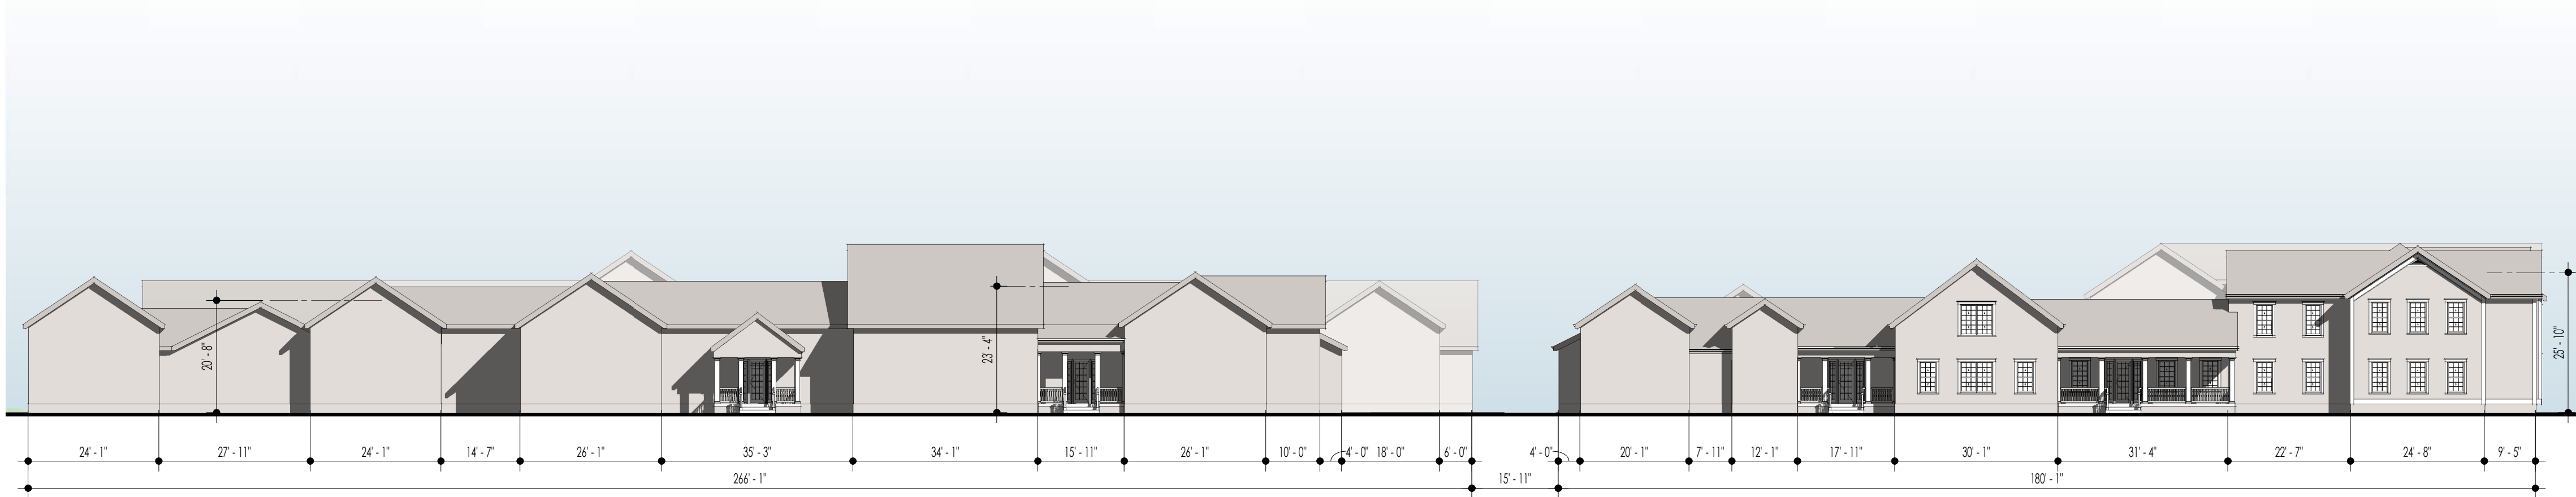 20' - 8"
23' - 4"
25' - 10"
24' - 1"
27' - 11"
24' - 1"
14' - 7"
26' - 1"
35' - 3"
34' - 1"
15' - 11"
26' - 1"
10' - 0"
4' - 0"
18' - 0"
6' - 0"
4' - 0"
20' - 1"
7' - 11"
12' - 1"
17' - 11"
30' - 1"
31' - 4"
22' - 7"
24' - 8"
9' - 5"
266' - 1"
15' - 11"
180' - 1"